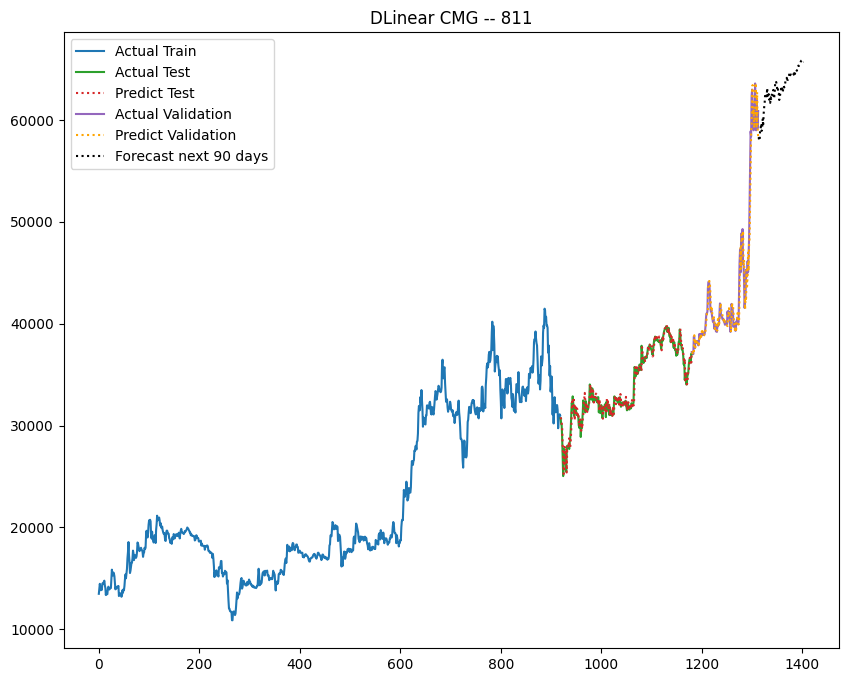 DLinear CMG -- 811
Actual Train
Actual Test
Predict Test
Actual Validation
Predict Validation
Forecast next 90 days
60000
50000
40000
30000
20000
10000
0 200 400 600 800 1000 1200 1400